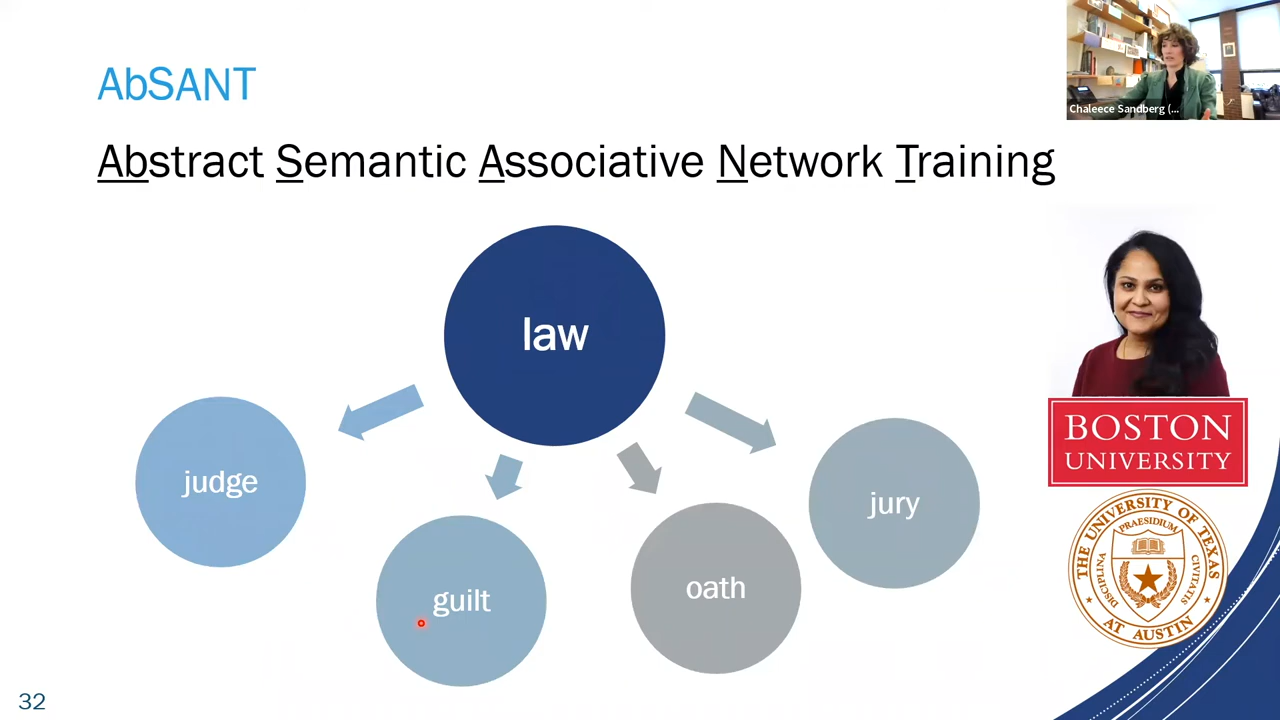 AbSANT
Chaleece Sandberg (...
Abstract Semantic Associative Network Training
law
judge
guilt
oath
jury
BOSTON
UNIVERSITY
THE UNIVERSITY OF TEXAS
PRAESIDIUM
DISCIPLINA
CIVITATIS
AT AUSTIN
32